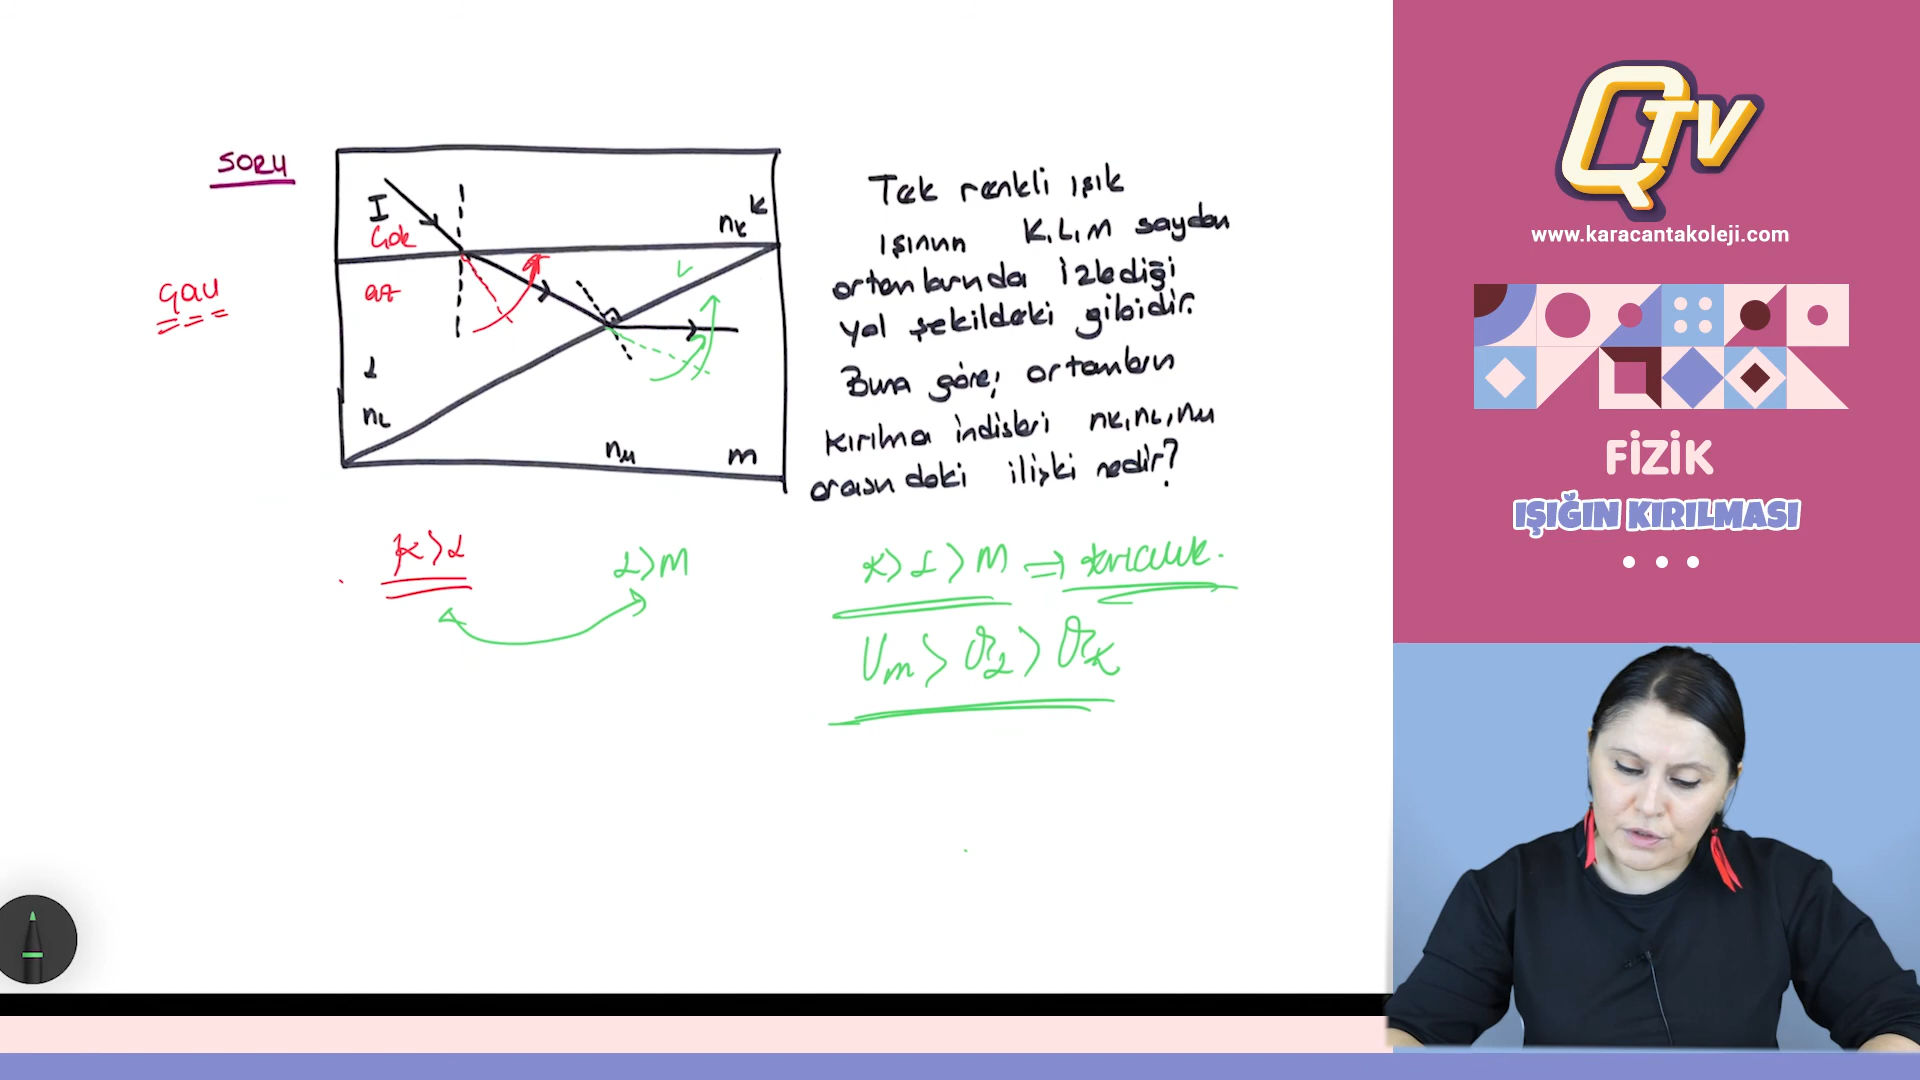 SORU
I
Çok
az
nk K
L
L
nL
nM
m
Tek renkli ışık
ışının K, L, M saydam
ortamlarında izlediği
yol şekildeki gibidir.
Buna göre; ortamların
kırılma indisleri nK, nL, nM
arasındaki ilişki nedir?
K > L
L > M
K > L > M ⇒ kırıcılık.
Vm > VL > VK
QTV
www.karacantakoleji.com
FİZİK
IŞIĞIN KIRILMASI